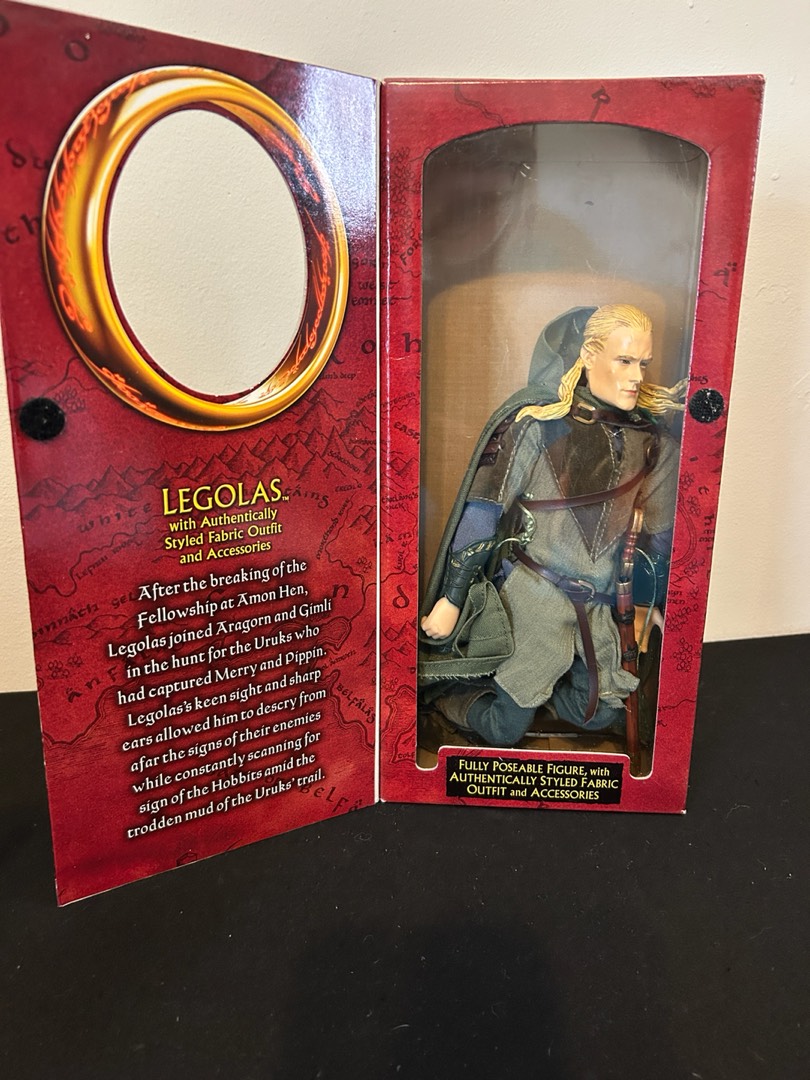 LEGOLAS™
with Authentically
Styled Fabric Outfit
and Accessories
After the breaking of the
Fellowship at Amon Hen,
Legolas joined Aragorn and Gimli
in the hunt for the Uruks who
had captured Merry and Pippin.
Legolas's keen sight and sharp
ears allowed him to descry from
afar the signs of their enemies
while constantly scanning for
sign of the Hobbits amid the
trodden mud of the Uruks' trail.
FULLY POSEABLE FIGURE, with
AUTHENTICALLY STYLED FABRIC
OUTFIT and ACCESSORIES